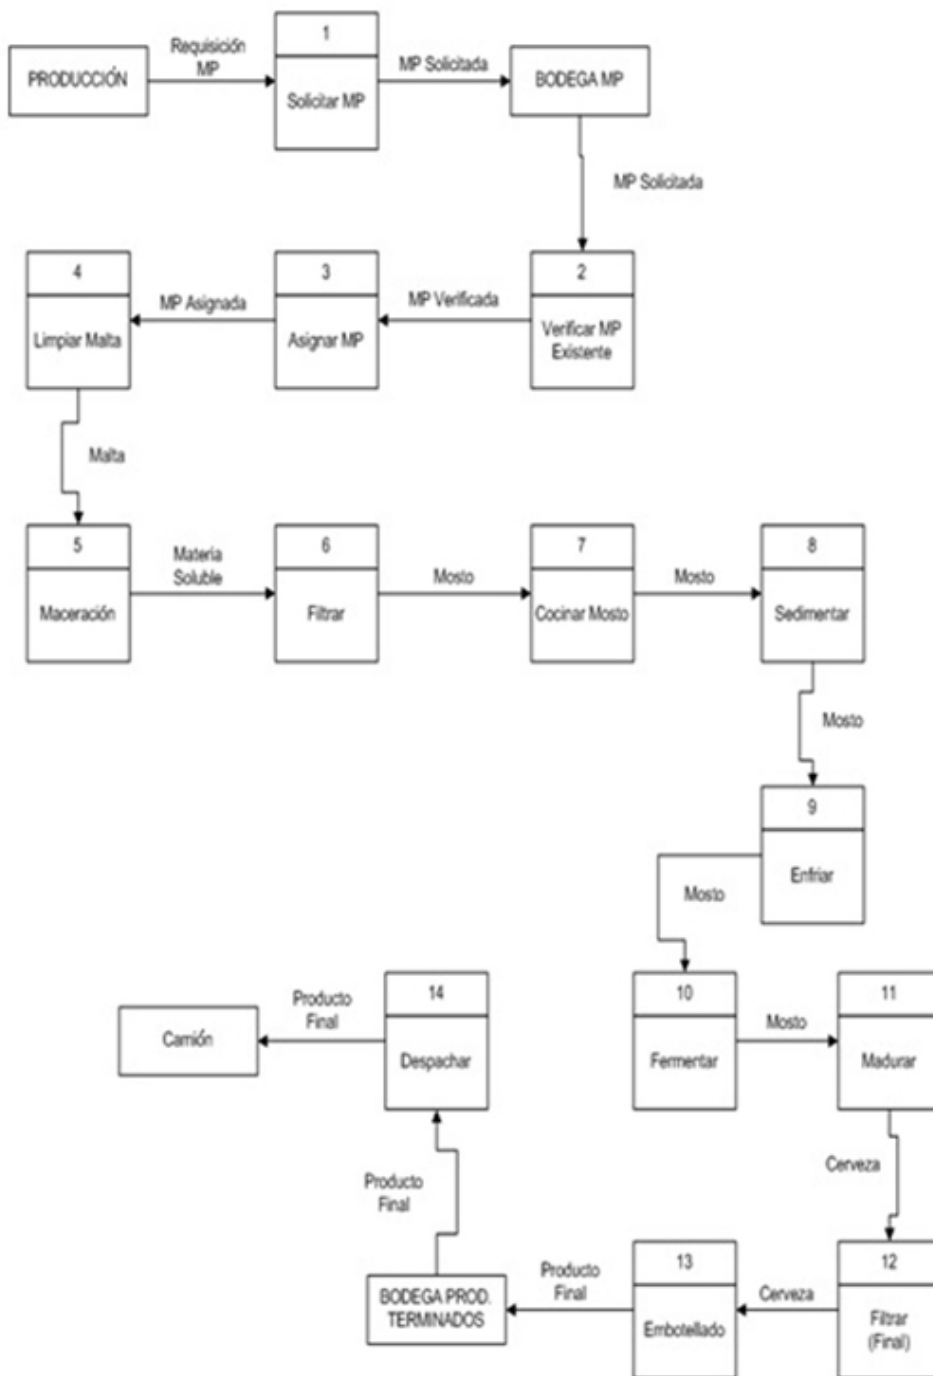 1
Requisición
MP
PRODUCCIÓN
MP Solicitada
BODEGA MP
Solicitar MP
MP Solicitada
4
3
2
MP Asignada
MP Verificada
Limpiar Malta
Asignar MP
Verificar MP
Existente
Malta
5
6
7
8
Materia
Soluble
Mosto
Mosto
Maceración
Filtrar
Cocinar Mosto
Sedimentar
Mosto
9
Enfriar
Mosto
14
10
11
Producto
Final
Mosto
Camión
Despachar
Fermentar
Madurar
Cerveza
Producto
Final
13
12
Producto
Final
Cerveza
BODEGA PROD.
TERMINADOS
Embotellado
Filtrar
(Final)